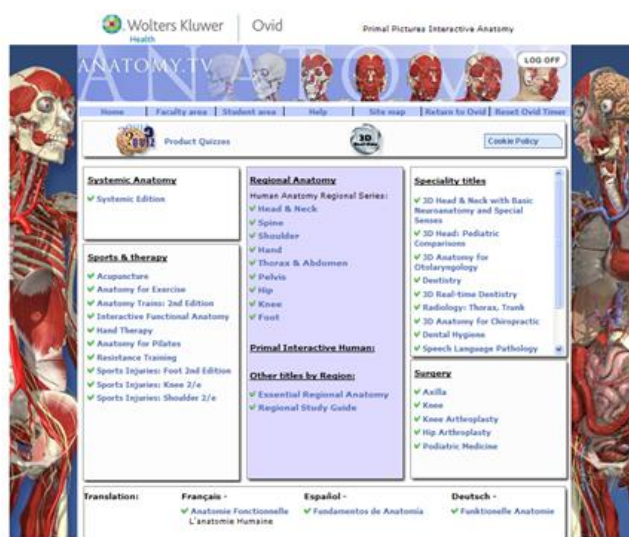 Wolters Kluwer
Health
Ovid
Primal Pictures Interactive Anatomy
ANATOMY.TV
ANATOMY
LOG OFF
Home
Faculty area
Student area
Help
Site map
Return to Ovid
Reset Ovid Timer
QUIZ
Product Quizzes
3D
Cookie Policy
Systemic Anatomy
Systemic Edition
Sports & therapy
Acupuncture
Anatomy for Exercise
Anatomy Trains: 2nd Edition
Interactive Functional Anatomy
Hand Therapy
Anatomy for Pilates
Resistance Training
Sports Injuries: Foot 2nd Edition
Sports Injuries: Knee 2/e
Sports Injuries: Shoulder 2/e
Regional Anatomy
Human Anatomy Regional Series:
Head & Neck
Spine
Shoulder
Hand
Thorax & Abdomen
Pelvis
Hip
Knee
Foot
Primal Interactive Human:
Other titles by Region:
Essential Regional Anatomy
Regional Study Guide
Speciality titles
3D Head & Neck with Basic
Neuroanatomy and Special
Senses
3D Head: Pediatric
Comparisons
3D Anatomy for
Otolaryngology
Dentistry
3D Real-time Dentistry
Radiology: Thorax, Trunk
3D Anatomy for Chiropractic
Dental Hygiene
Speech Language Pathology
Surgery
Axilla
Knee
Knee Arthroplasty
Hip Arthroplasty
Podiatric Medicine
Translation:
Français -
Anatomie Fonctionnelle
L'anatomie Humaine
Español -
Fundamentos de Anatomía
Deutsch -
Funktionelle Anatomie